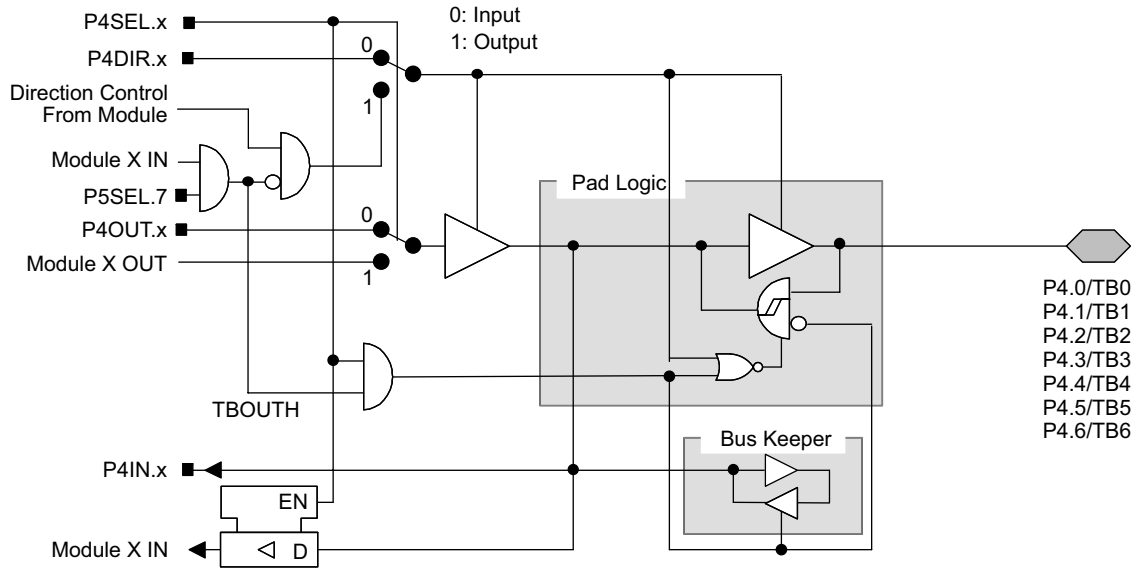 P4SEL.x
0: Input
1: Output
P4DIR.x
0
Direction Control
From Module
1
Module X IN
P5SEL.7
Pad Logic
P4OUT.x
0
Module X OUT
1
P4.0/TB0
P4.1/TB1
P4.2/TB2
P4.3/TB3
P4.4/TB4
P4.5/TB5
P4.6/TB6
TBOUTH
Bus Keeper
P4IN.x
EN
Module X IN
D